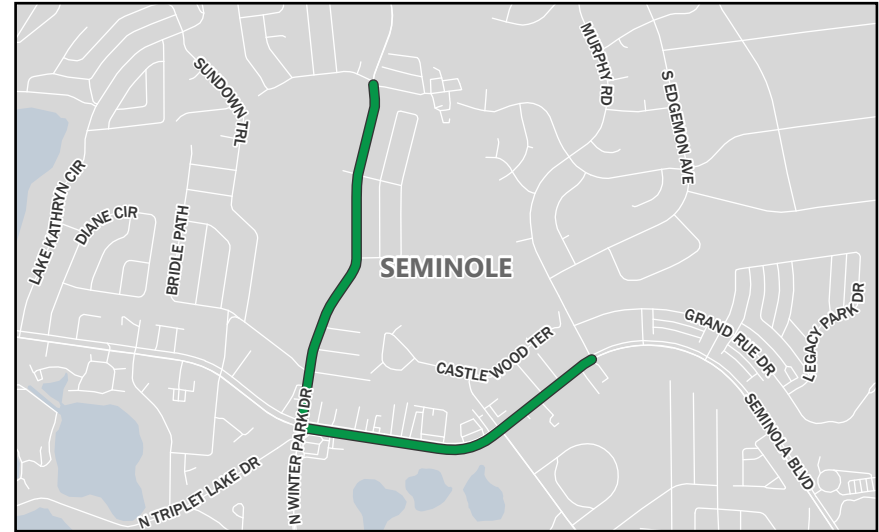 SUNDOWN TRL
MURPHY RD
S EDGEMON AVE
LAKE KATHRYN CIR
DIANE CIR
BRIDLE PATH
SEMINOLE
GRAND RUE DR
LEGACY PARK DR
CASTLE WOOD TER
N WINTER PARK DR
SEMINOLA BLVD
N TRIPLET LAKE DR